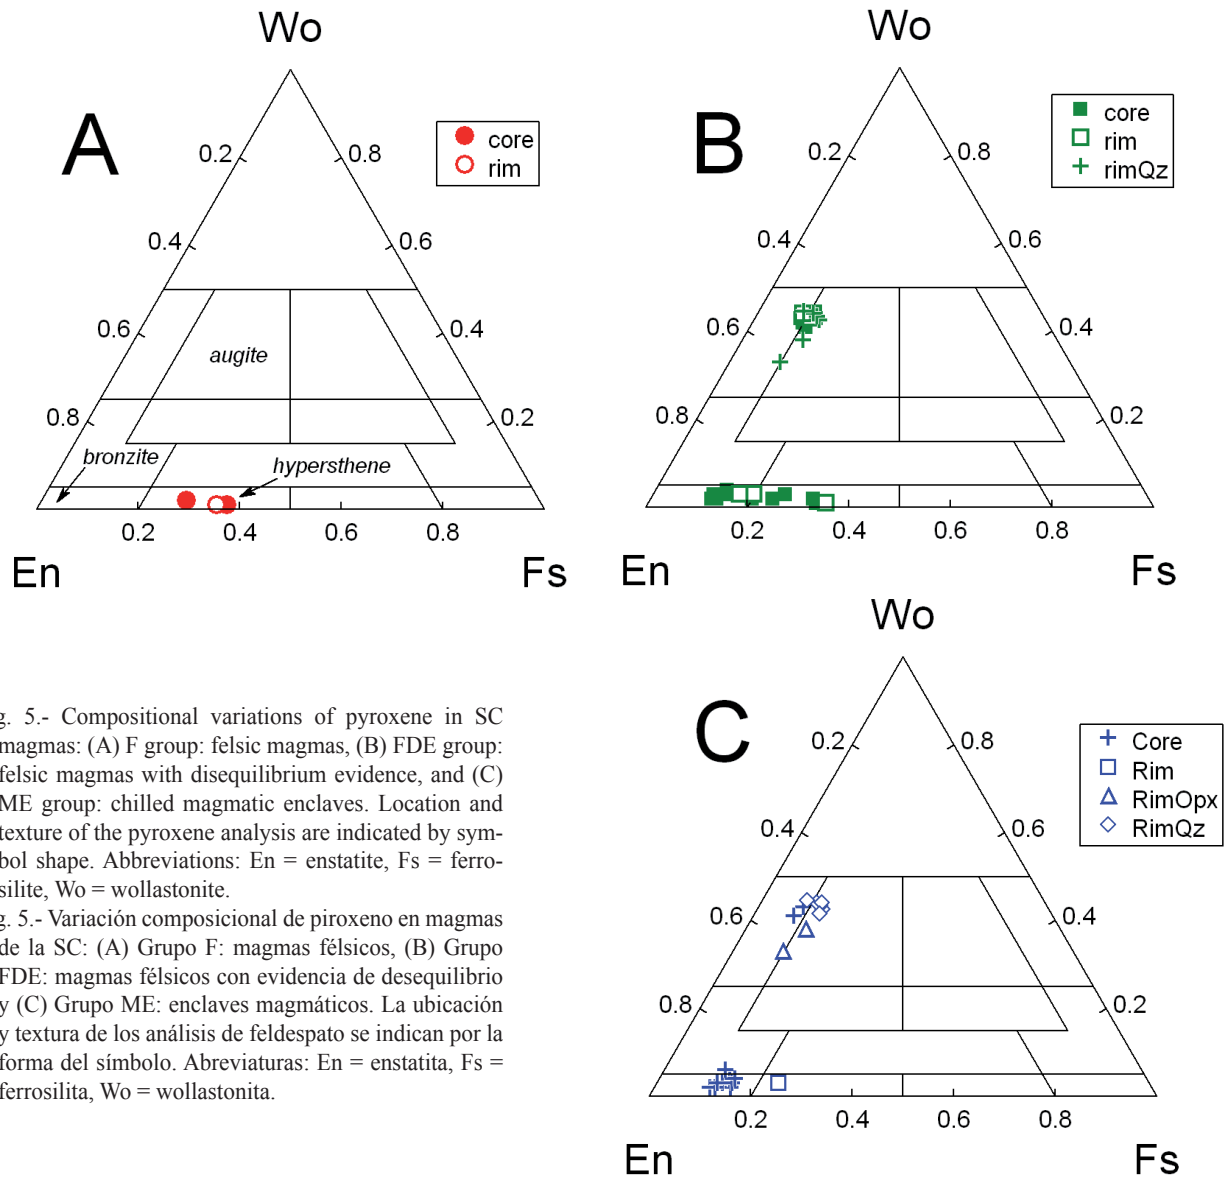 Wo
A
core
rim
0.2
0.8
0.4
0.6
0.6
0.4
augite
0.8
0.2
bronzite
hypersthene
0.2
0.4
0.6
0.8
En
Fs
Wo
B
core
rim
rimQz
0.2
0.8
0.4
0.6
0.6
0.4
0.8
0.2
0.2
0.4
0.6
0.8
En
Fs
g. 5.- Compositional variations of pyroxene in SC
magmas: (A) F group: felsic magmas, (B) FDE group:
felsic magmas with disequilibrium evidence, and (C)
ME group: chilled magmatic enclaves. Location and
texture of the pyroxene analysis are indicated by sym-
bol shape. Abbreviations: En = enstatite, Fs = ferro-
silite, Wo = wollastonite.
g. 5.- Variación composicional de piroxeno en magmas
de la SC: (A) Grupo F: magmas félsicos, (B) Grupo
FDE: magmas félsicos con evidencia de desequilibrio
y (C) Grupo ME: enclaves magmáticos. La ubicación
y textura de los análisis de feldespato se indican por la
forma del símbolo. Abreviaturas: En = enstatita, Fs =
ferrosilita, Wo = wollastonita.
Wo
C
Core
Rim
RimOpx
RimQz
0.2
0.8
0.4
0.6
0.6
0.4
0.8
0.2
0.2
0.4
0.6
0.8
En
Fs